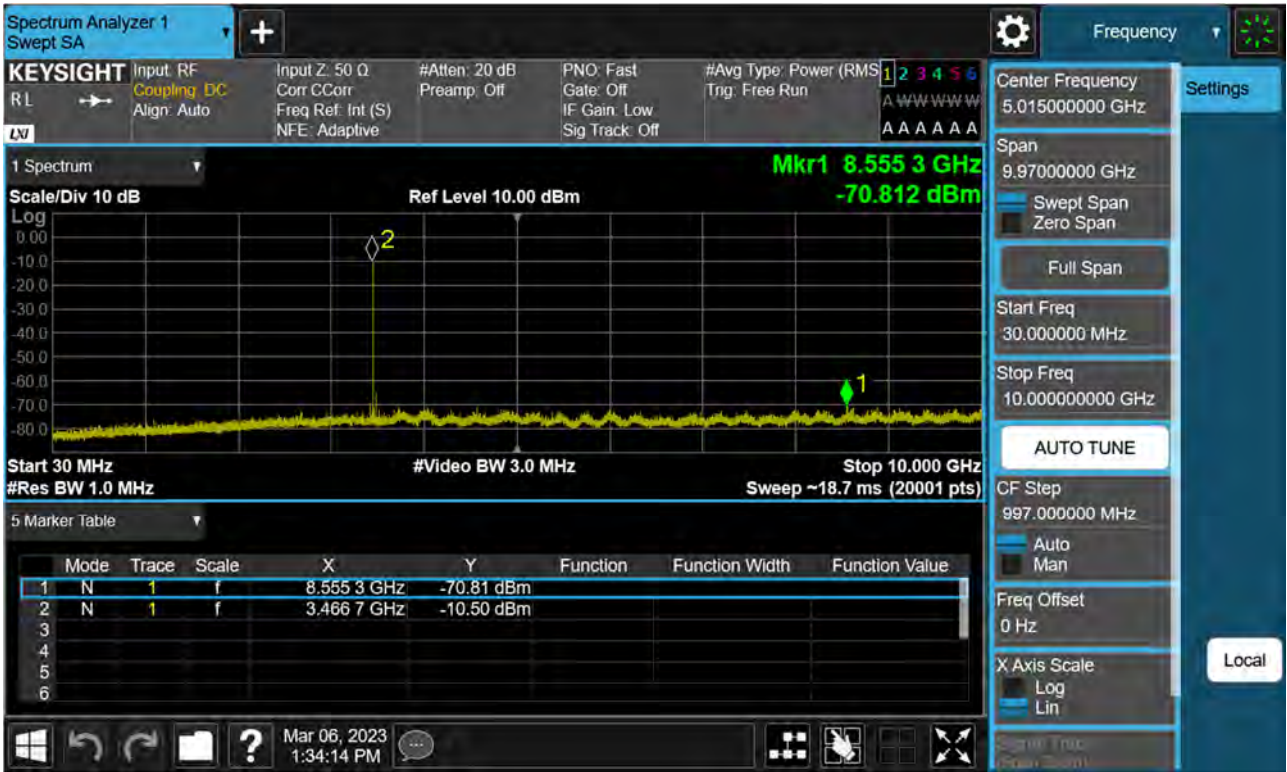 Spectrum Analyzer 1
Swept SA
Frequency
KEYSIGHT
RL
LXI
Input: RF
Coupling: DC
Align: Auto
Input Z: 50 Ω
Corr CCorr
Freq Ref: Int (S)
NFE: Adaptive
#Atten: 20 dB
Preamp: Off
PNO: Fast
Gate: Off
IF Gain: Low
Sig Track: Off
#Avg Type: Power (RMS
Trig: Free Run
1 2 3 4 5 6
A W W W W W
A A A A A A
1 Spectrum
Mkr1 8.555 3 GHz
Scale/Div 10 dB
Ref Level 10.00 dBm
-70.812 dBm
Log
0.00
-10.0
-20.0
-30.0
-40.0
-50.0
-60.0
-70.0
-80.0
2
1
Start 30 MHz
#Video BW 3.0 MHz
Stop 10.000 GHz
#Res BW 1.0 MHz
Sweep ~18.7 ms (20001 pts)
5 Marker Table
Mode Trace Scale X Y Function Function Width Function Value
1 N 1 f 8.555 3 GHz -70.81 dBm
2 N 1 f 3.466 7 GHz -10.50 dBm
3
4
5
6
?
Mar 06, 2023
1:34:14 PM
Center Frequency
5.015000000 GHz
Settings
Span
9.97000000 GHz
Swept Span
Zero Span
Full Span
Start Freq
30.000000 MHz
Stop Freq
10.000000000 GHz
AUTO TUNE
CF Step
997.000000 MHz
Auto
Man
Freq Offset
0 Hz
X Axis Scale
Log
Lin
Local